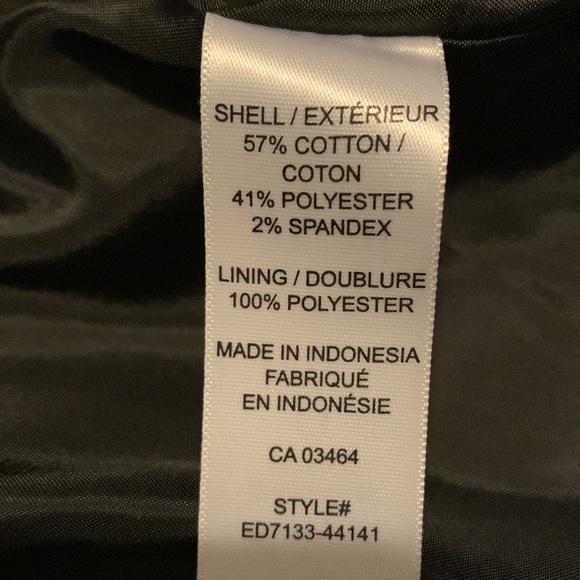 SHELL / EXTÉRIEUR
57% COTTON /
COTON
41% POLYESTER
2% SPANDEX
LINING / DOUBLURE
100% POLYESTER
MADE IN INDONESIA
FABRIQUÉ
EN INDONÉSIE
CA 03464
STYLE#
ED7133-44141